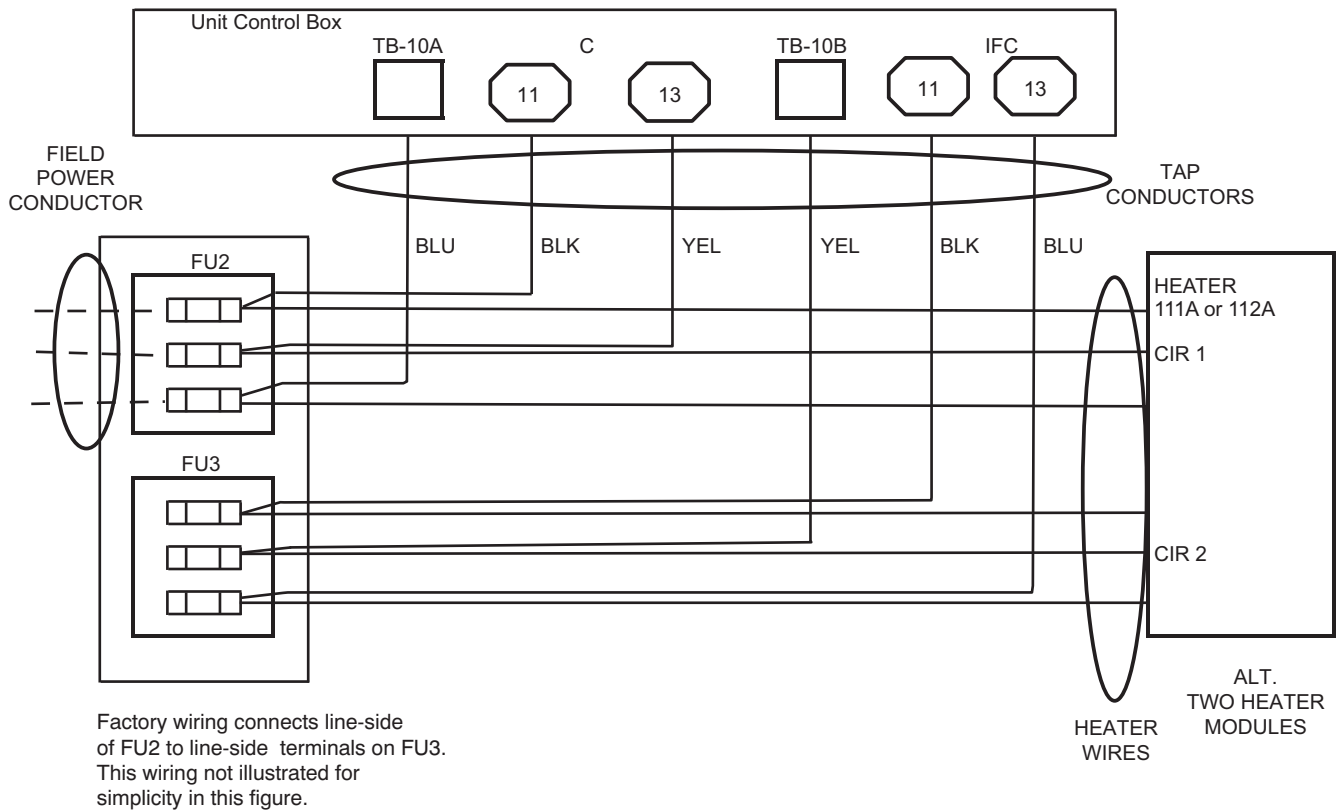 Unit Control Box
TB-10A
C
TB-10B
IFC
11
13
11
13
FIELD
POWER
CONDUCTOR
TAP
CONDUCTORS
BLU
BLK
YEL
YEL
BLK
BLU
FU2
HEATER
111A or 112A
CIR 1
FU3
CIR 2
ALT.
TWO HEATER
MODULES
HEATER
WIRES
Factory wiring connects line-side
of FU2 to line-side terminals on FU3.
This wiring not illustrated for
simplicity in this figure.